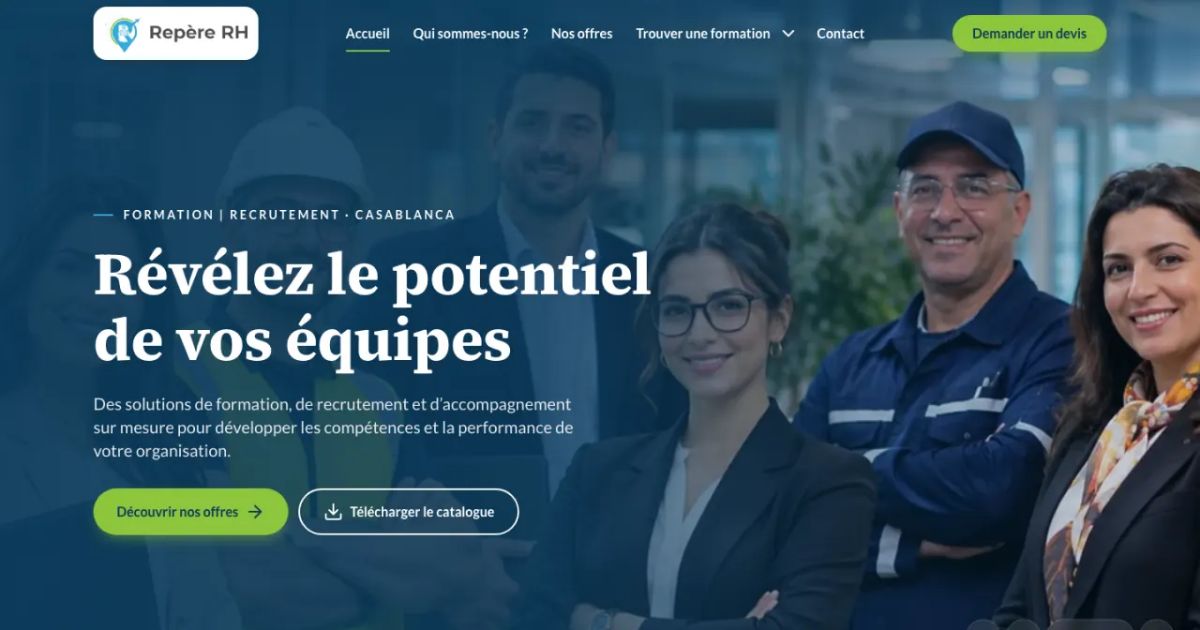 Repère RH
Accueil
Qui sommes-nous ?
Nos offres
Trouver une formation
Contact
Demander un devis
FORMATION | RECRUTEMENT · CASABLANCA
Révélez le potentiel
de vos équipes
Des solutions de formation, de recrutement et d’accompagnement
sur mesure pour développer les compétences et la performance de
votre organisation.
Découvrir nos offres
Télécharger le catalogue